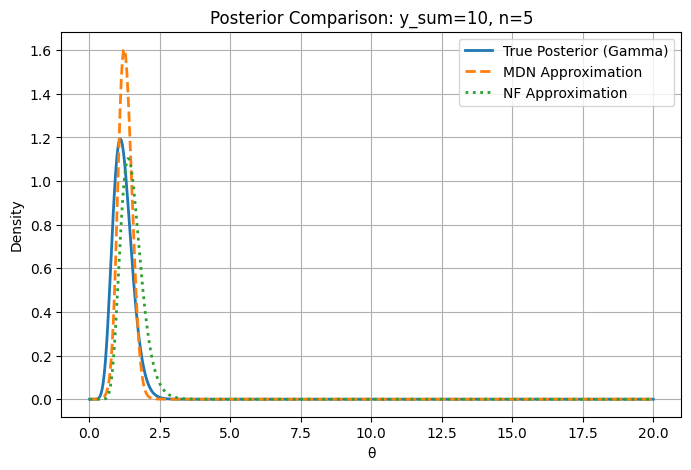 Posterior Comparison: y_sum=10, n=5
True Posterior (Gamma)
MDN Approximation
NF Approximation
Density
1.6
1.4
1.2
1.0
0.8
0.6
0.4
0.2
0.0
0.0 2.5 5.0 7.5 10.0 12.5 15.0 17.5 20.0
θ